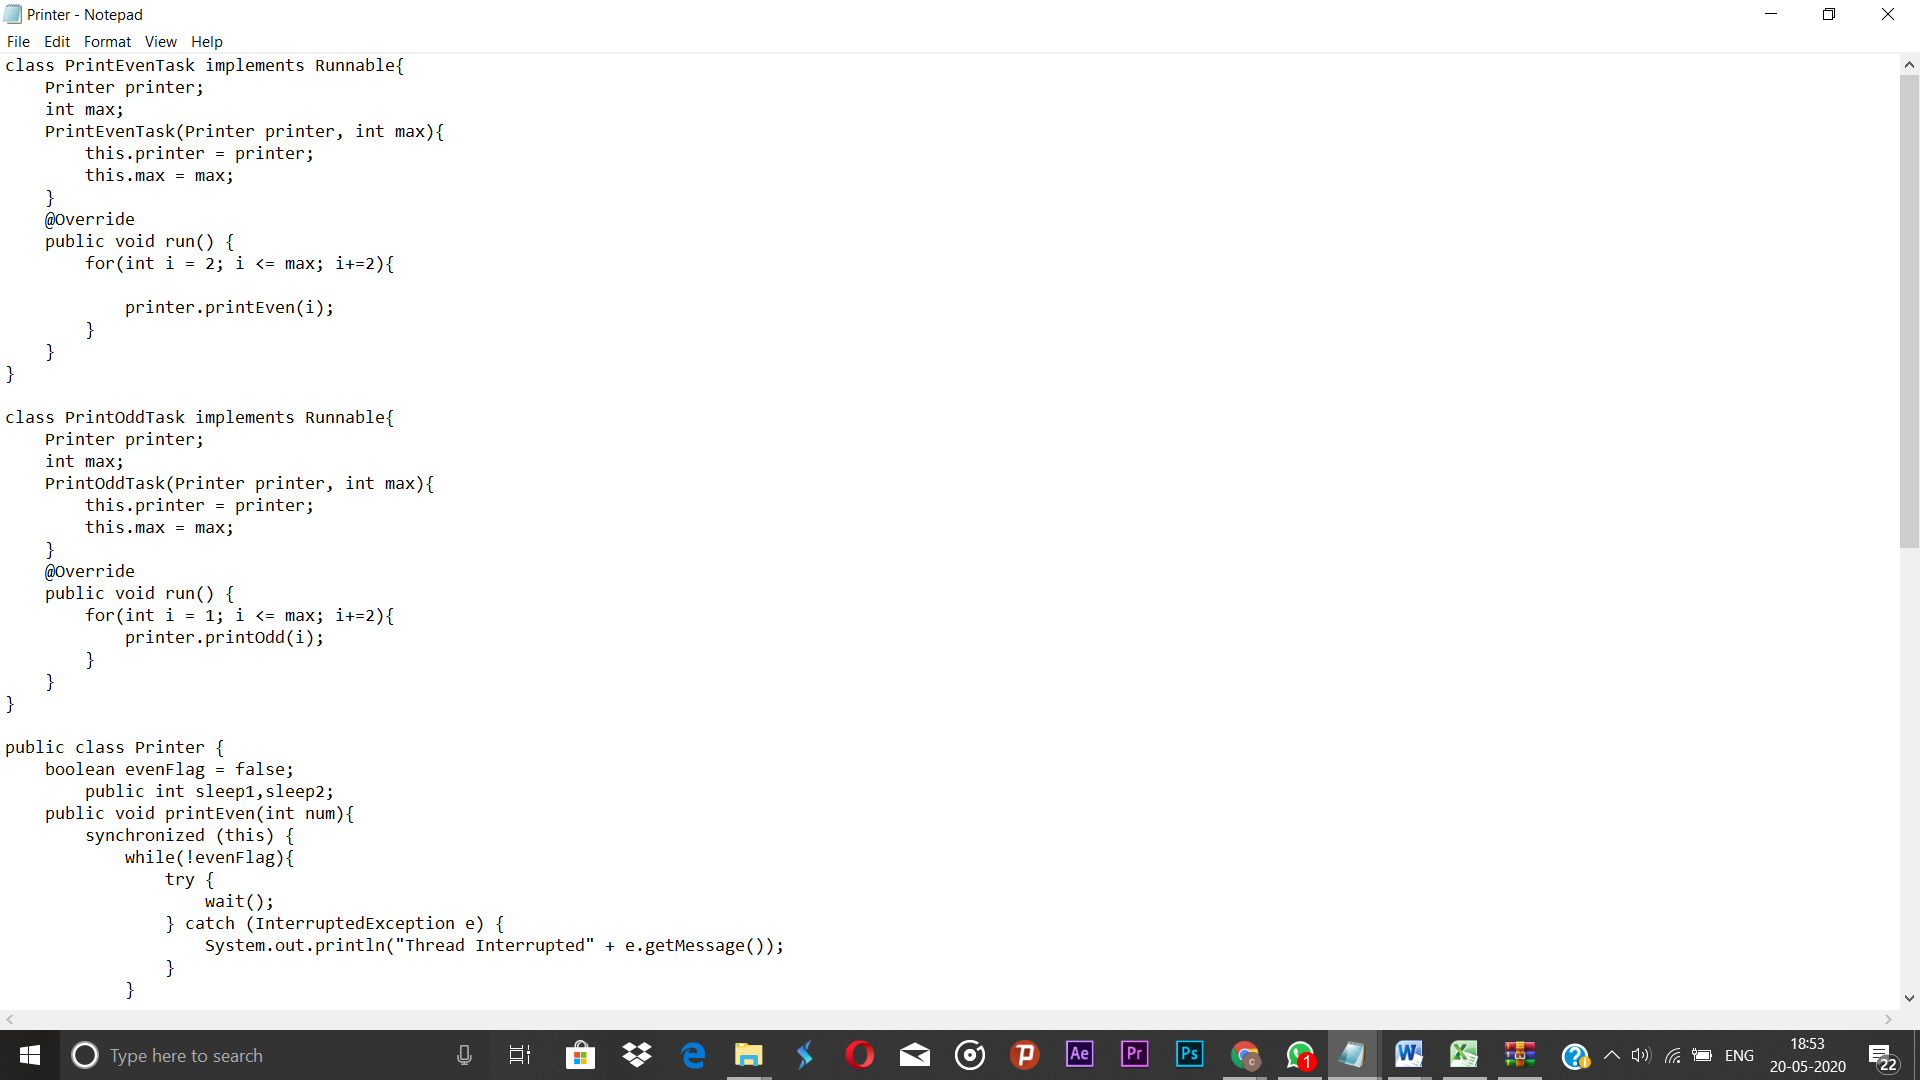 Printer - Notepad
File Edit Format View Help
class PrintEvenTask implements Runnable{
    Printer printer;
    int max;
    PrintEvenTask(Printer printer, int max){
        this.printer = printer;
        this.max = max;
    }
    @Override
    public void run() {
        for(int i = 2; i <= max; i+=2){

            printer.printEven(i);
        }
    }
}

class PrintOddTask implements Runnable{
    Printer printer;
    int max;
    PrintOddTask(Printer printer, int max){
        this.printer = printer;
        this.max = max;
    }
    @Override
    public void run() {
        for(int i = 1; i <= max; i+=2){
            printer.printOdd(i);
        }
    }
}

public class Printer {
    boolean evenFlag = false;
        public int sleep1,sleep2;
    public void printEven(int num){
        synchronized (this) {
            while(!evenFlag){
                try {
                    wait();
                } catch (InterruptedException e) {
                    System.out.println("Thread Interrupted" + e.getMessage());
                }
            }
Type here to search
Ae
Pr
Ps
C
1
ENG
18:53
20-05-2020
22